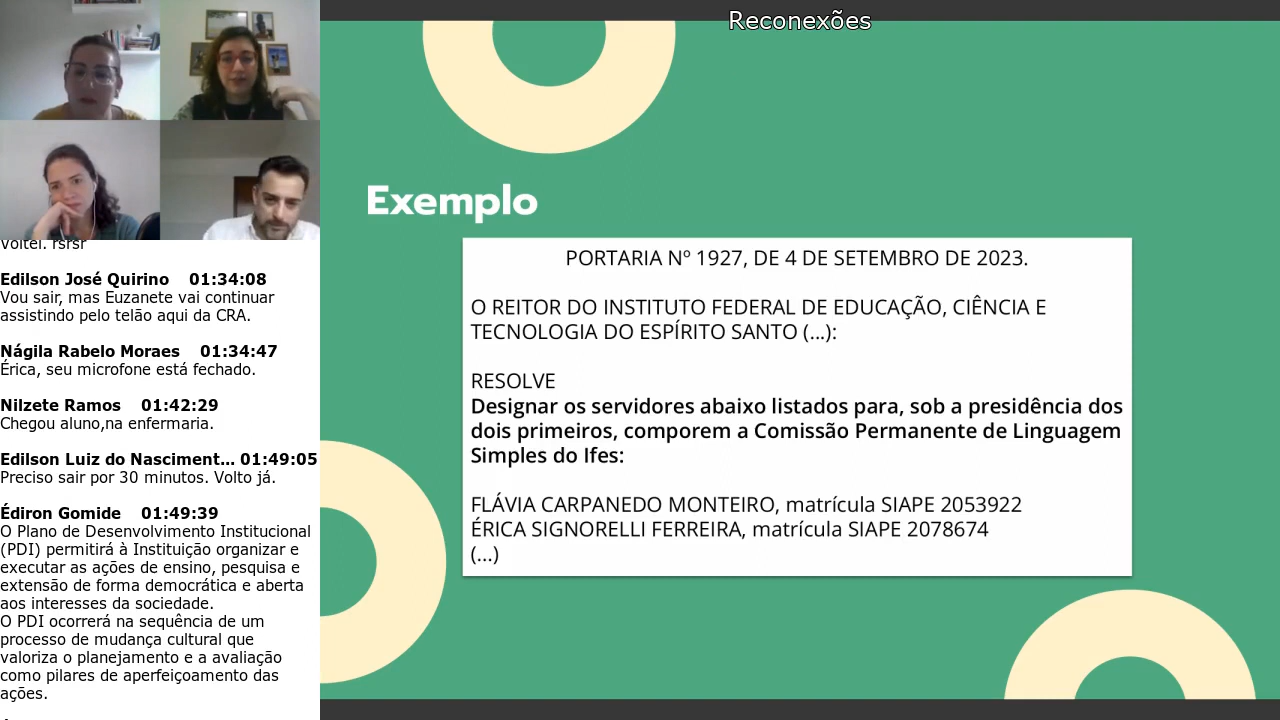 Reconexões
Voltei. rsrsr
Edilson José Quirino 01:34:08
Vou sair, mas Euzanete vai continuar
assistindo pelo telão aqui da CRA.
Nágila Rabelo Moraes 01:34:47
Érica, seu microfone está fechado.
Nilzete Ramos 01:42:29
Chegou aluno,na enfermaria.
Edilson Luiz do Nasciment... 01:49:05
Preciso sair por 30 minutos. Volto já.
Édiron Gomide 01:49:39
O Plano de Desenvolvimento Institucional
(PDI) permitirá à Instituição organizar e
executar as ações de ensino, pesquisa e
extensão de forma democrática e aberta
aos interesses da sociedade.
O PDI ocorrerá na sequência de um
processo de mudança cultural que
valoriza o planejamento e a avaliação
como pilares de aperfeiçoamento das
ações.
Exemplo
PORTARIA Nº 1927, DE 4 DE SETEMBRO DE 2023.
O REITOR DO INSTITUTO FEDERAL DE EDUCAÇÃO, CIÊNCIA E
TECNOLOGIA DO ESPÍRITO SANTO (...):
RESOLVE
Designar os servidores abaixo listados para, sob a presidência dos
dois primeiros, comporem a Comissão Permanente de Linguagem
Simples do Ifes:
FLÁVIA CARPANEDO MONTEIRO, matrícula SIAPE 2053922
ÉRICA SIGNORELLI FERREIRA, matrícula SIAPE 2078674
(...)